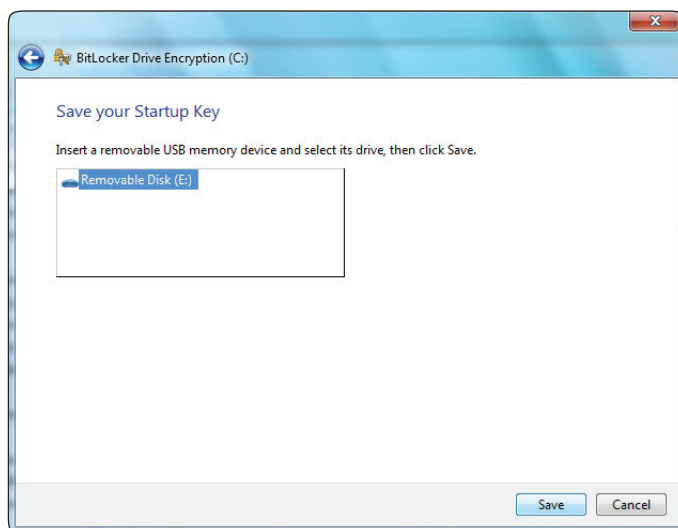 BitLocker Drive Encryption (C:)
Save your Startup Key
Insert a removable USB memory device and select its drive, then click Save.
Removable Disk (E:)
Save Cancel